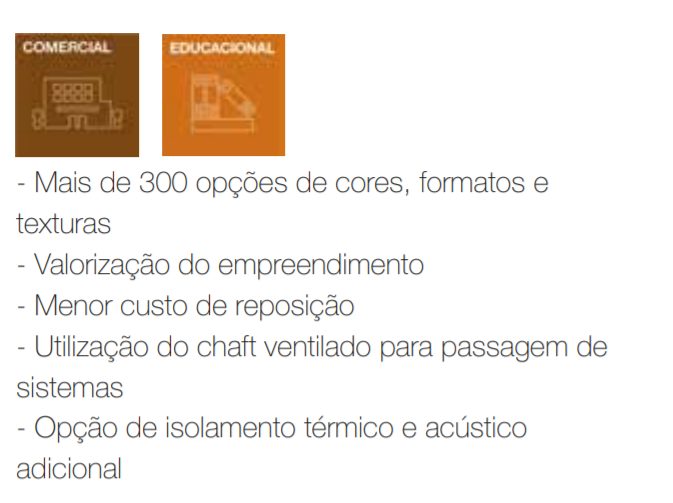 COMERCIAL
EDUCACIONAL
- Mais de 300 opções de cores, formatos e
texturas
- Valorização do empreendimento
- Menor custo de reposição
- Utilização do chaft ventilado para passagem de
sistemas
- Opção de isolamento térmico e acústico
adicional